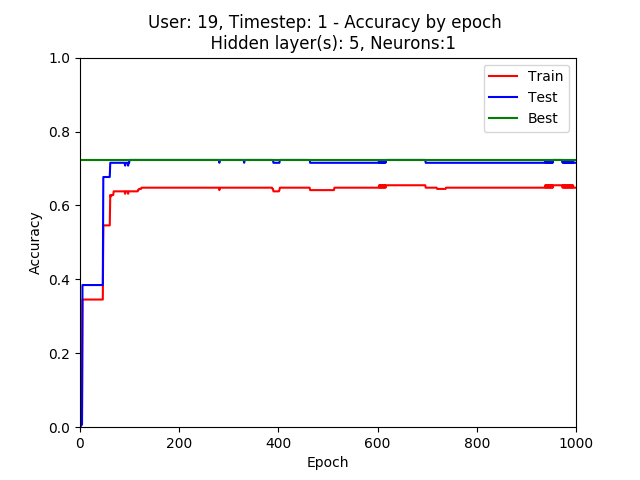 User: 19, Timestep: 1 - Accuracy by epoch
Hidden layer(s): 5, Neurons:1
Train
Test
Best
Accuracy
1.0
0.8
0.6
0.4
0.2
0.0
0 200 400 600 800 1000
Epoch